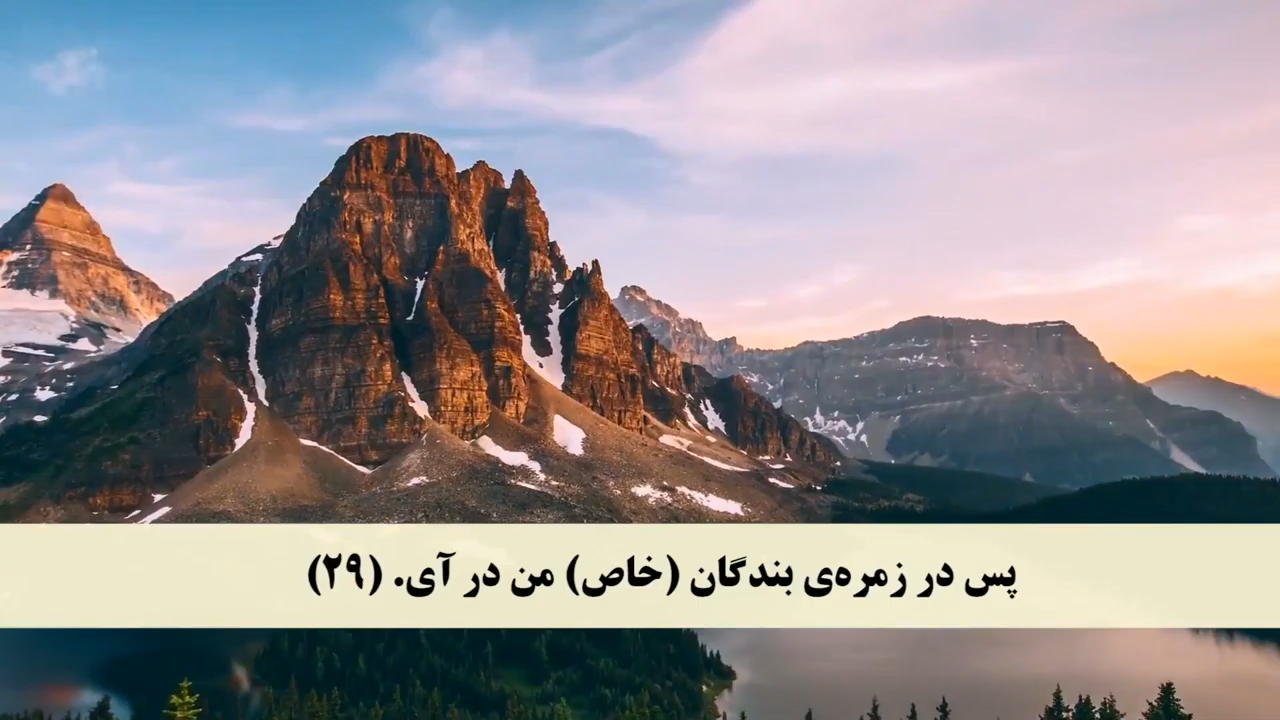 پس در زمره‌ی بندگان (خاص) من در آی. (۲۹)